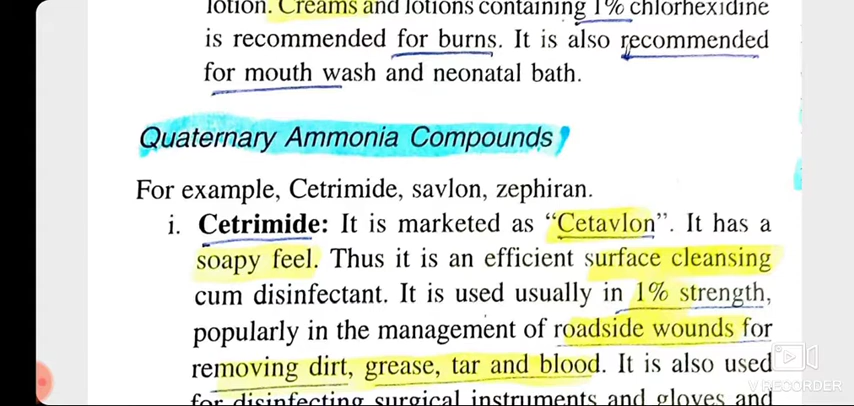 lotion. Creams and lotions containing 1% chlorhexidine
is recommended for burns. It is also recommended
for mouth wash and neonatal bath.
Quaternary Ammonia Compounds
For example, Cetrimide, savlon, zephiran.
i. Cetrimide: It is marketed as “Cetavlon”. It has a
soapy feel. Thus it is an efficient surface cleansing
cum disinfectant. It is used usually in 1% strength,
popularly in the management of roadside wounds for
removing dirt, grease, tar and blood. It is also used
for disinfecting surgical instruments and gloves and
V RECORDER